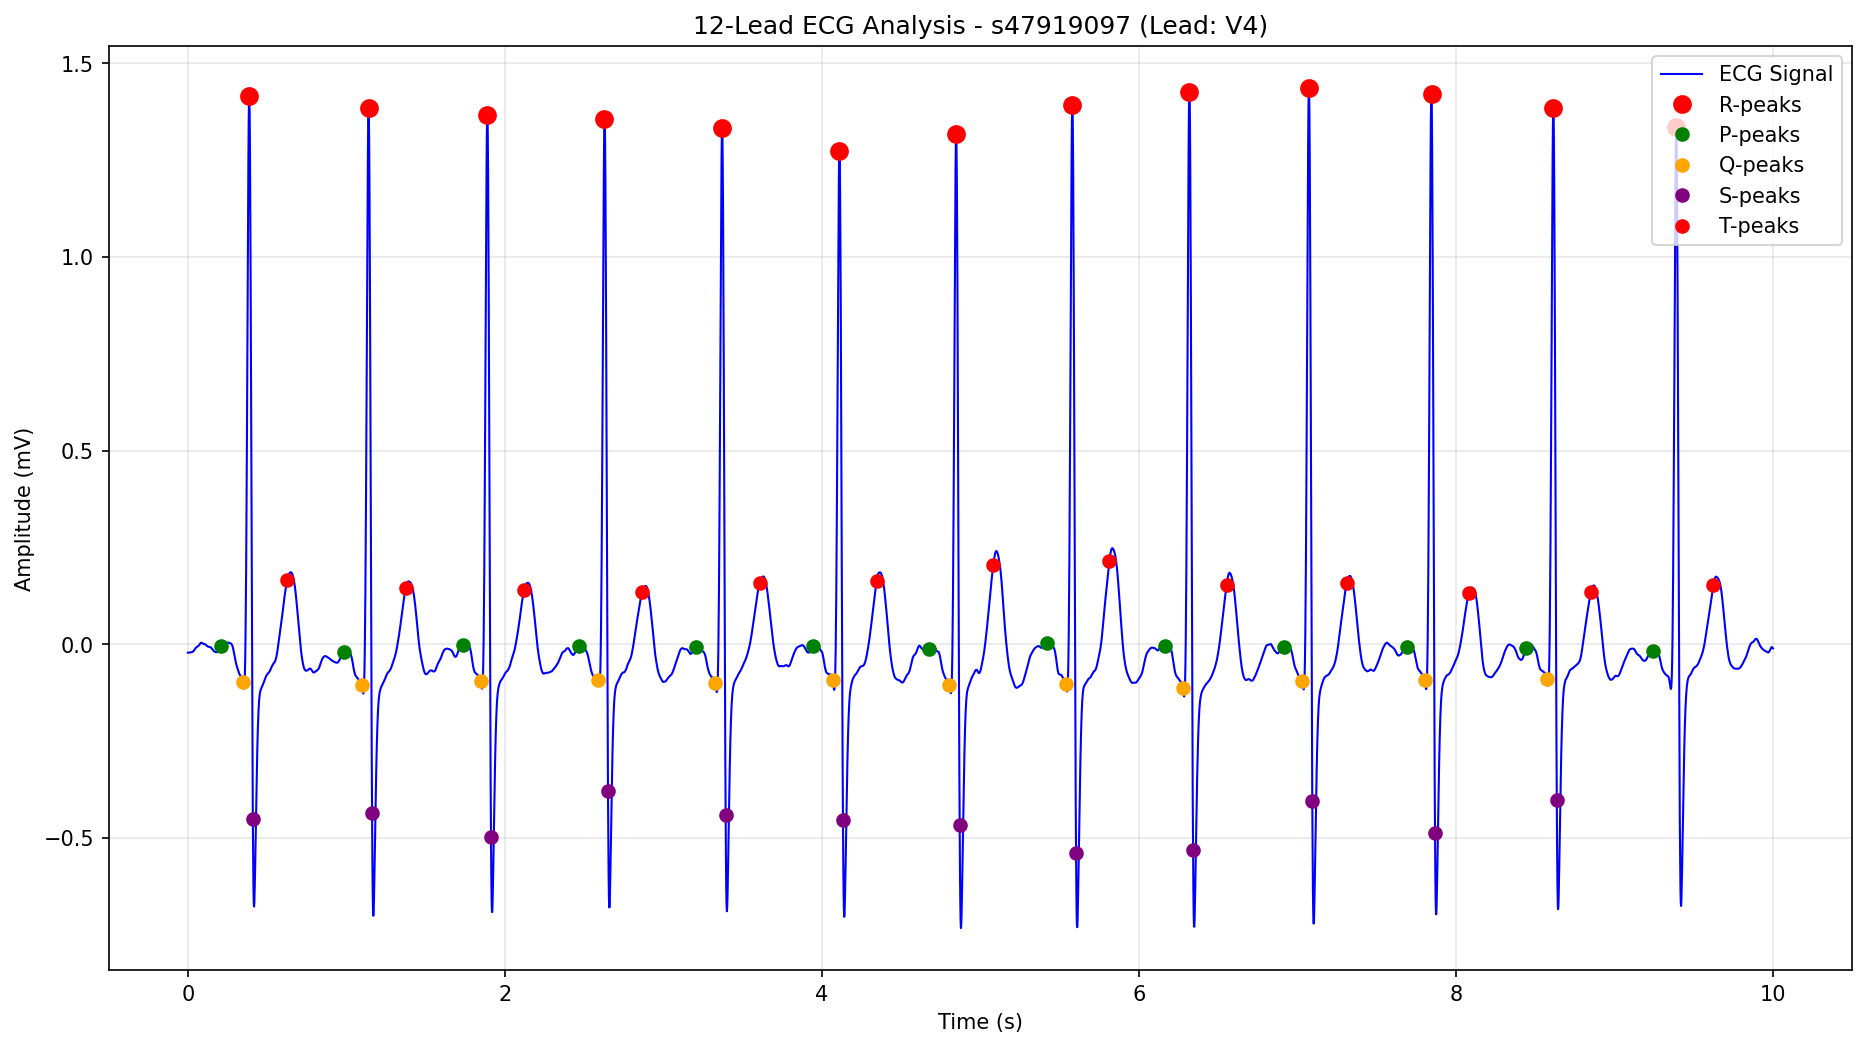 12-Lead ECG Analysis - s47919097 (Lead: V4)
1.5
1.0
0.5
0.0
−0.5
Amplitude (mV)
ECG Signal
R-peaks
P-peaks
Q-peaks
S-peaks
T-peaks
0 2 4 6 8 10
Time (s)